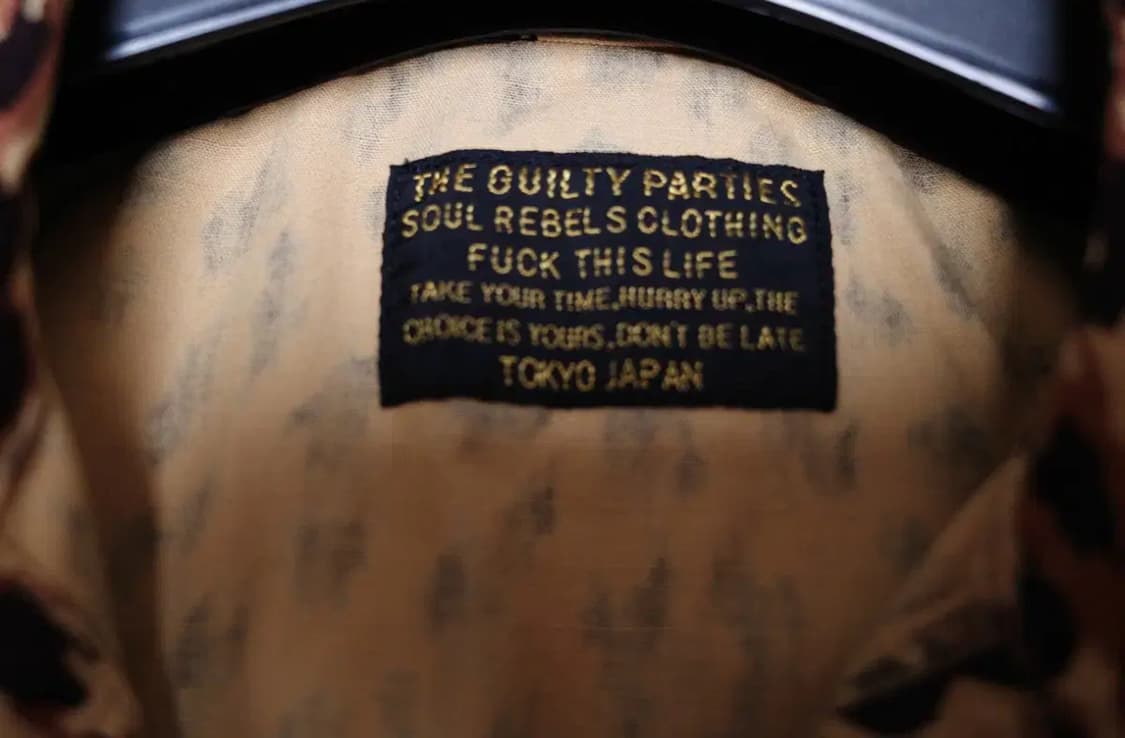 THE GUILTY PARTIES
SOUL REBELS CLOTHING
FUCK THIS LIFE
TAKE YOUR TIME.HURRY UP.THE
CHOICE IS YOURS.DON'T BE LATE
TOKYO JAPAN